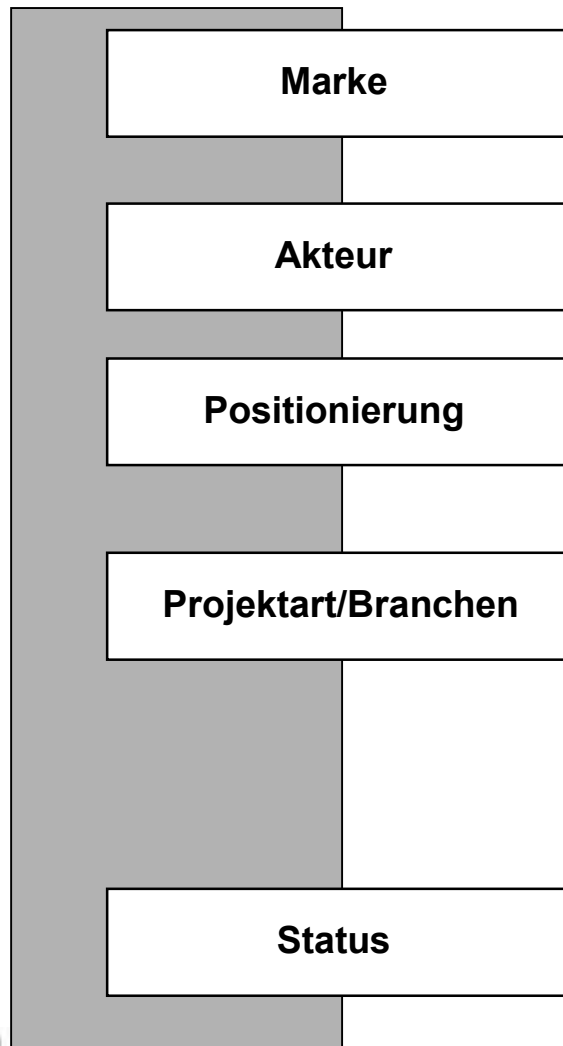 Marke
Akteur
Positionierung
Projektart/Branchen
Status